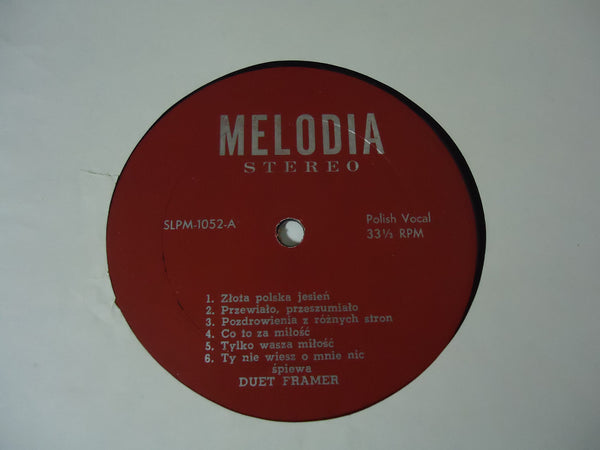 MELODIA
STEREO
SLPM-1052-A
Polish Vocal
33⅓ RPM
1. Złota polska jesień
2. Przewiało, przeszumiało
3. Pozdrowienia z różnych stron
4. Co to za miłość
5. Tylko wasza miłość
6. Ty nie wiesz o mnie nic
śpiewa
DUET FRAMER